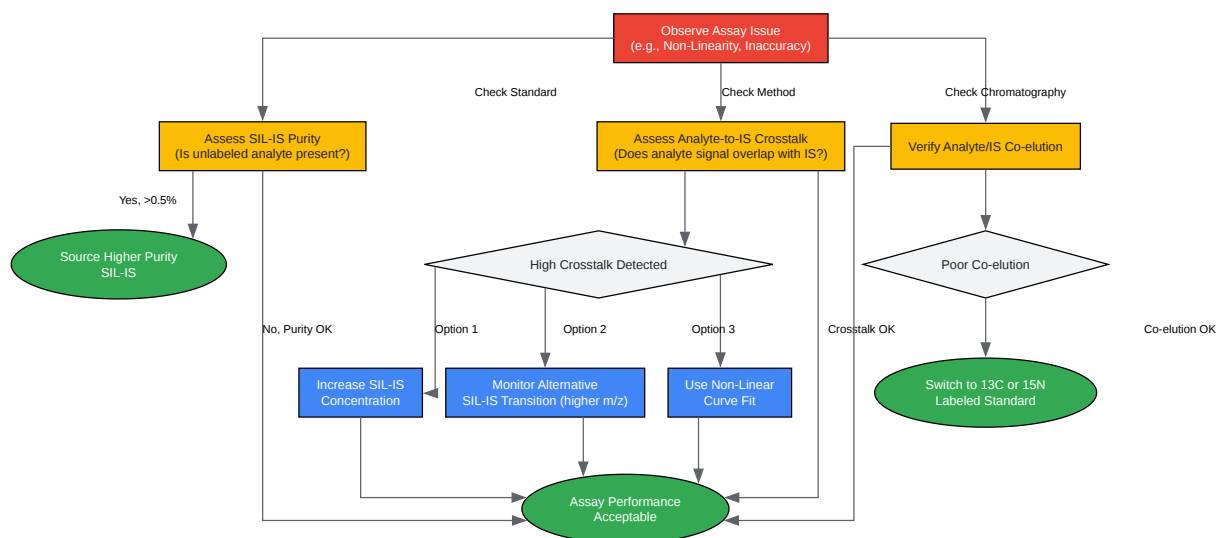 Observe Assay Issue
(e.g., Non-Linearity, Inaccuracy)
Check Standard
Check Method
Check Chromatography
Assess SIL-IS Purity
(Is unlabeled analyte present?)
Assess Analyte-to-IS Crosstalk
(Does analyte signal overlap with IS?)
Verify Analyte/IS Co-elution
Yes, >0.5%
Source Higher Purity
SIL-IS
High Crosstalk Detected
Poor Co-elution
No, Purity OK
Option 1
Option 2
Option 3
Crosstalk OK
Co-elution OK
Increase SIL-IS
Concentration
Monitor Alternative
SIL-IS Transition (higher m/z)
Use Non-Linear
Curve Fit
Switch to 13C or 15N
Labeled Standard
Assay Performance
Acceptable